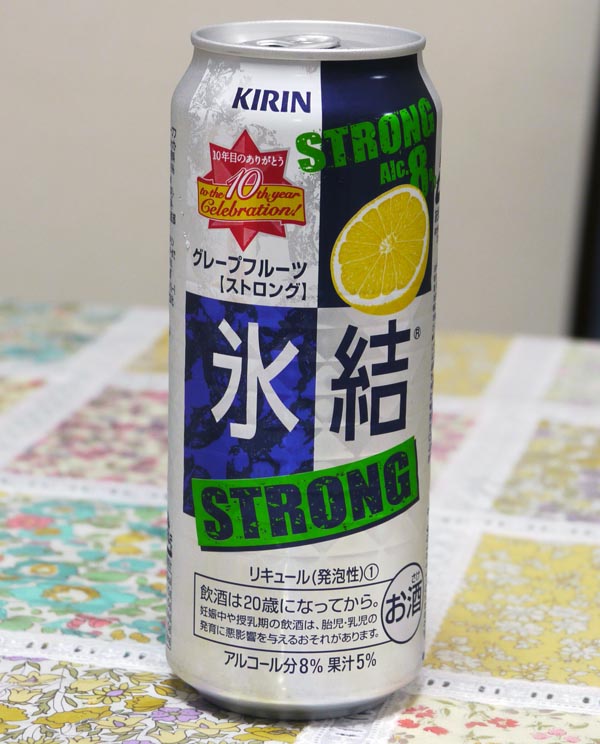 KIRIN
STRONG
Alc.8
10年目のありがとう
to the 10th year
Celebration!
グレープフルーツ
【ストロング】
氷結®
STRONG
リキュール(発泡性)①
飲酒は20歳になってから。
妊娠中や授乳期の飲酒は、胎児・乳児の
発育に悪影響を与えるおそれがあります。
さけ
お酒
アルコール分8% 果汁5%